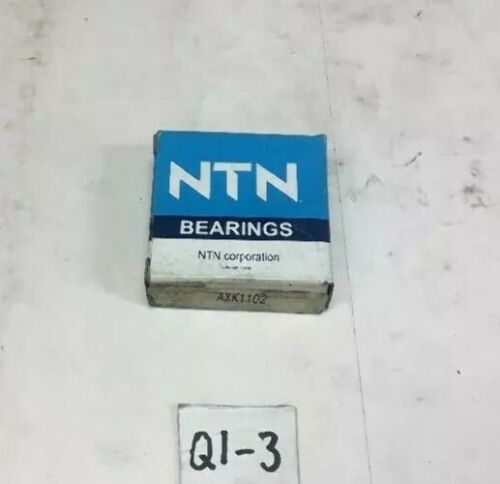 NTN
BEARINGS
NTN corporation
AXK1102
Q1-3